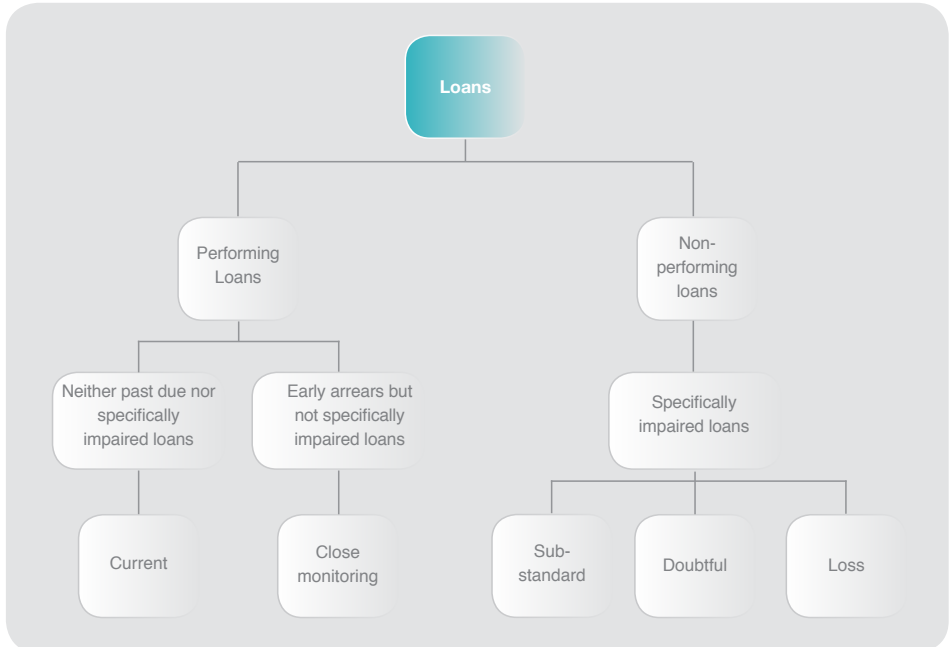 Loans
Performing
Loans
Non-
performing
loans
Neither past due nor
specifically
impaired loans
Early arrears but
not specifically
impaired loans
Specifically
impaired loans
Current
Close
monitoring
Sub-
standard
Doubtful
Loss